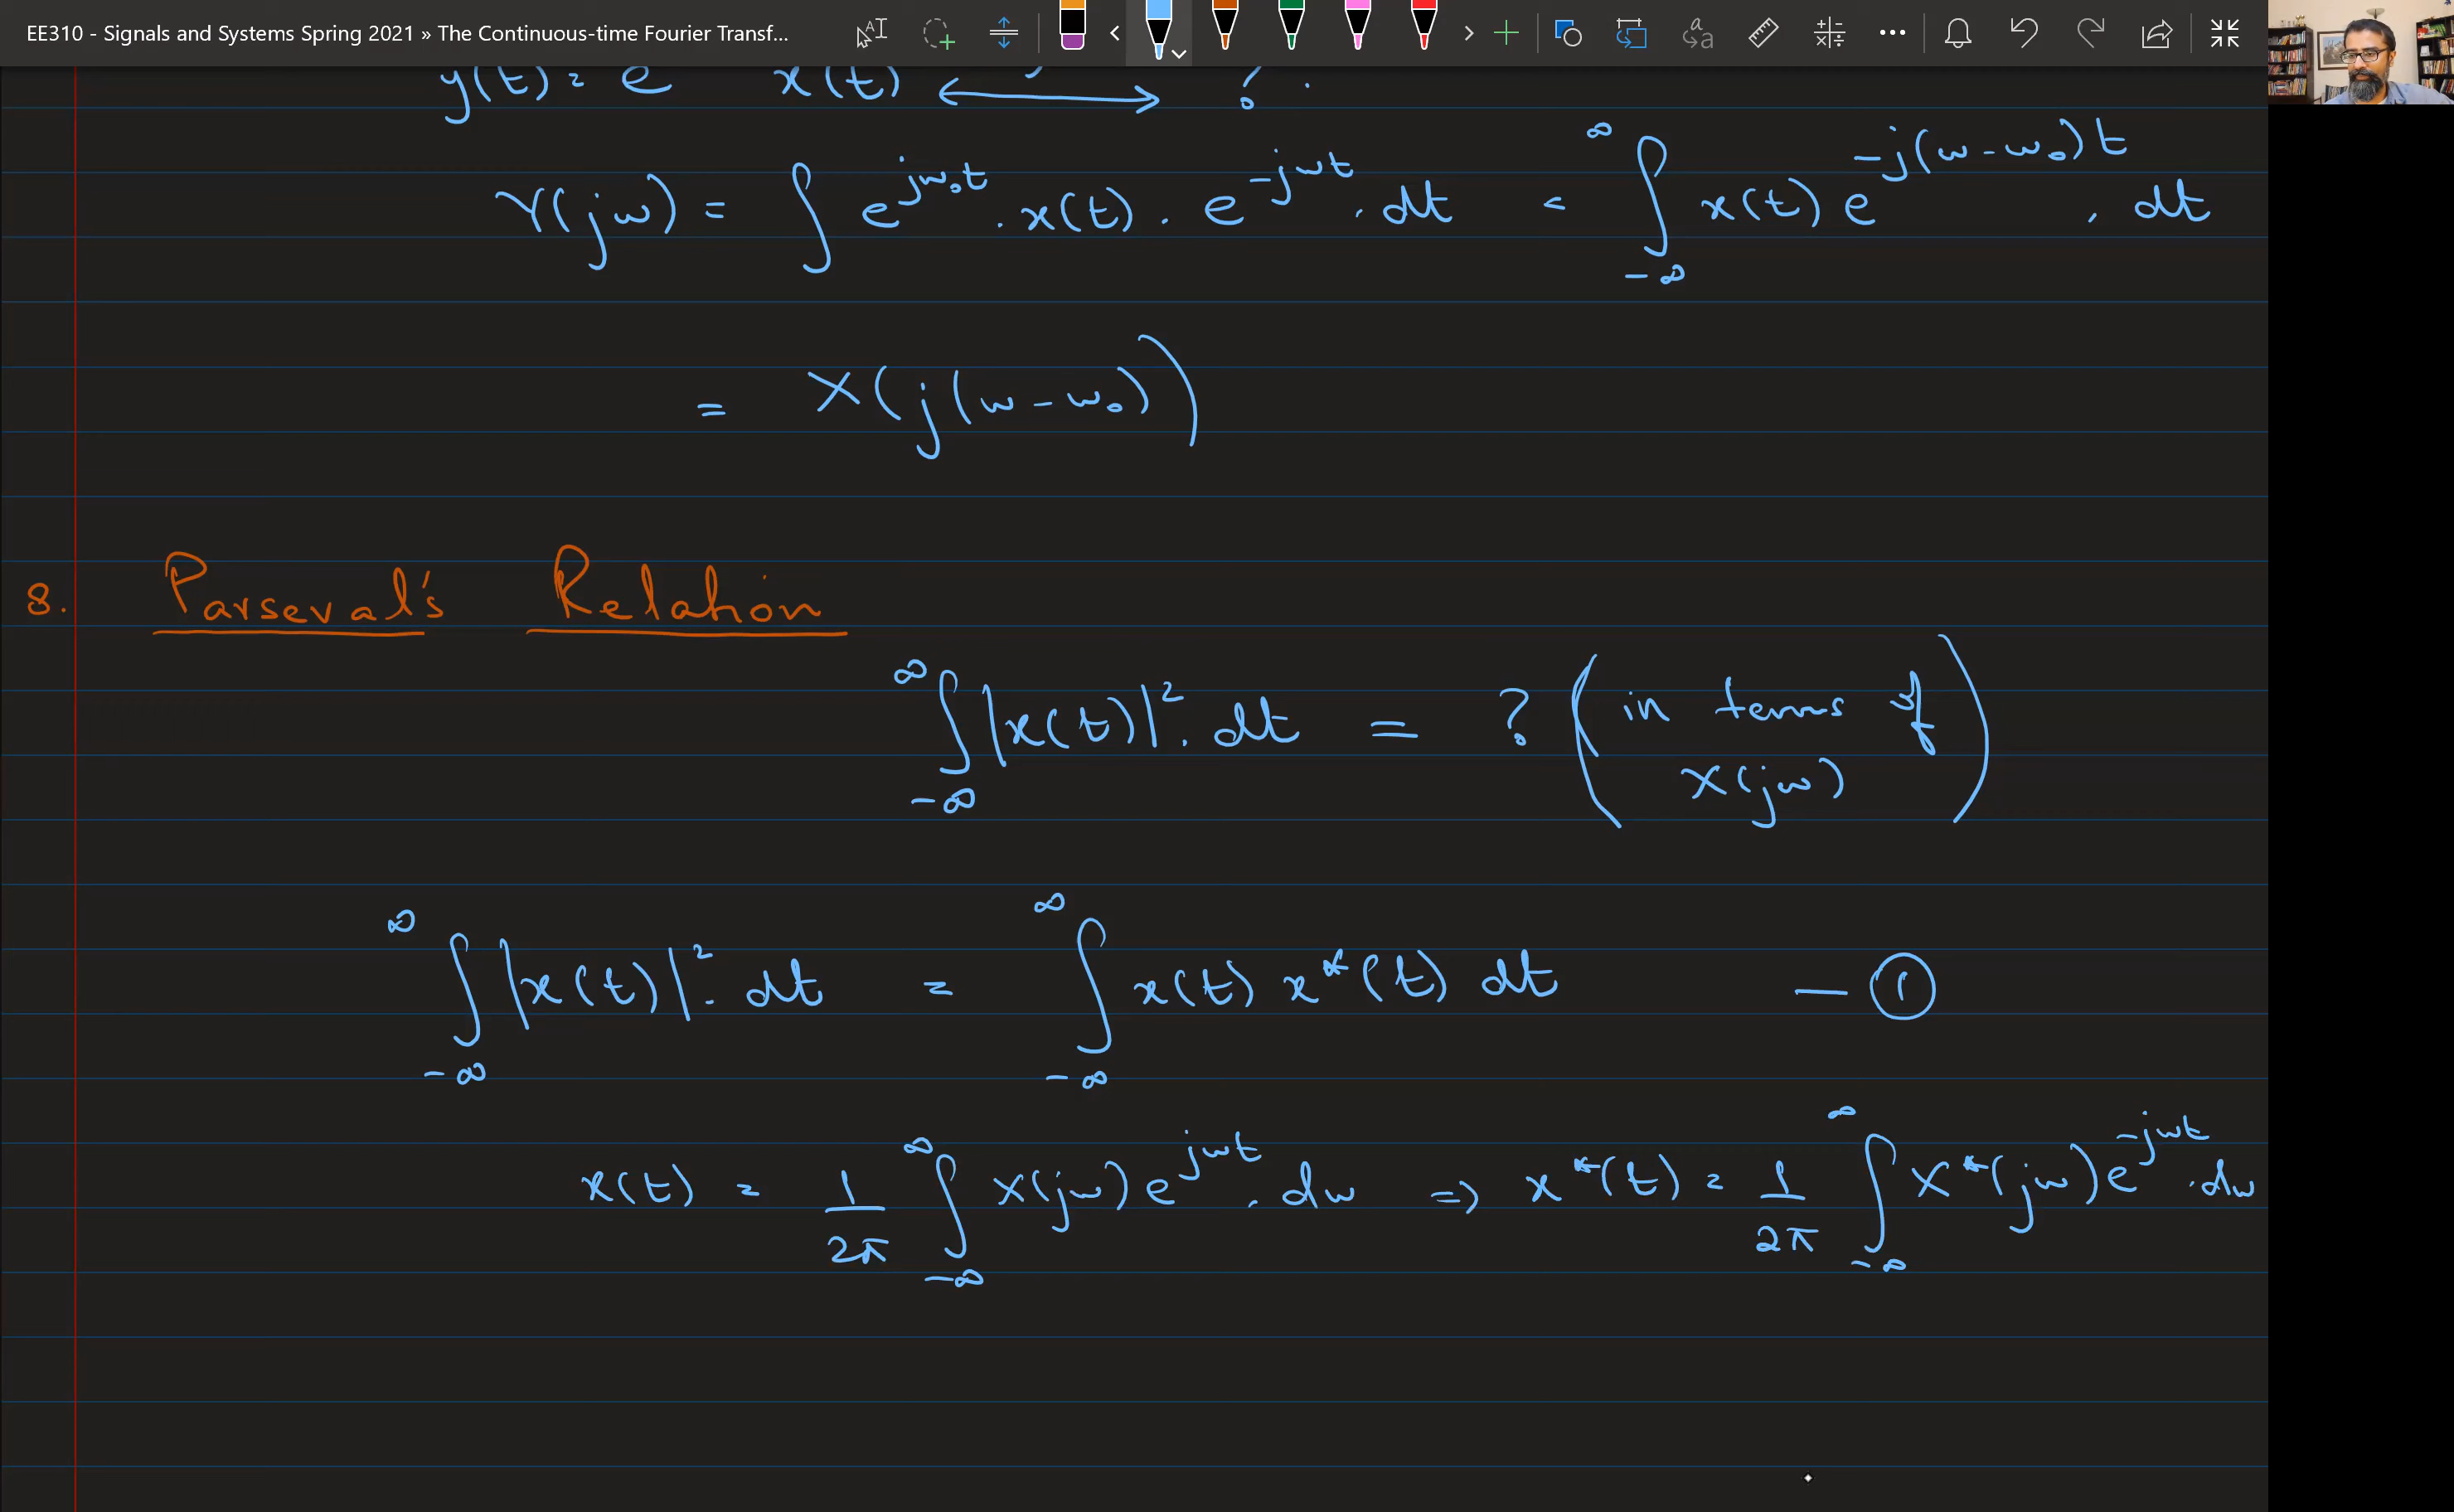 EE310 - Signals and Systems Spring 2021 » The Continuous-time Fourier Transf...
y(t) = e x(t) ⟷ ? .
Y(jω) = ∫ e^{jω₀t} . x(t) . e^{-jωt} . dt = ∫_{-∞}^{∞} x(t) e^{-j(ω-ω₀)t} . dt
= X(j(ω-ω₀))
8. Parseval's Relation
∫_{-∞}^{∞} |x(t)|² . dt = ? (in terms of
X(jω))
∫_{-∞}^{∞} |x(t)|² . dt = ∫_{-∞}^{∞} x(t) x*(t) dt — ①
x(t) = 1/2π ∫_{-∞}^{∞} X(jω) e^{jωt} . dω ⇒ x*(t) = 1/2π ∫_{-∞}^{∞} X*(jω) e^{-jωt} . dω